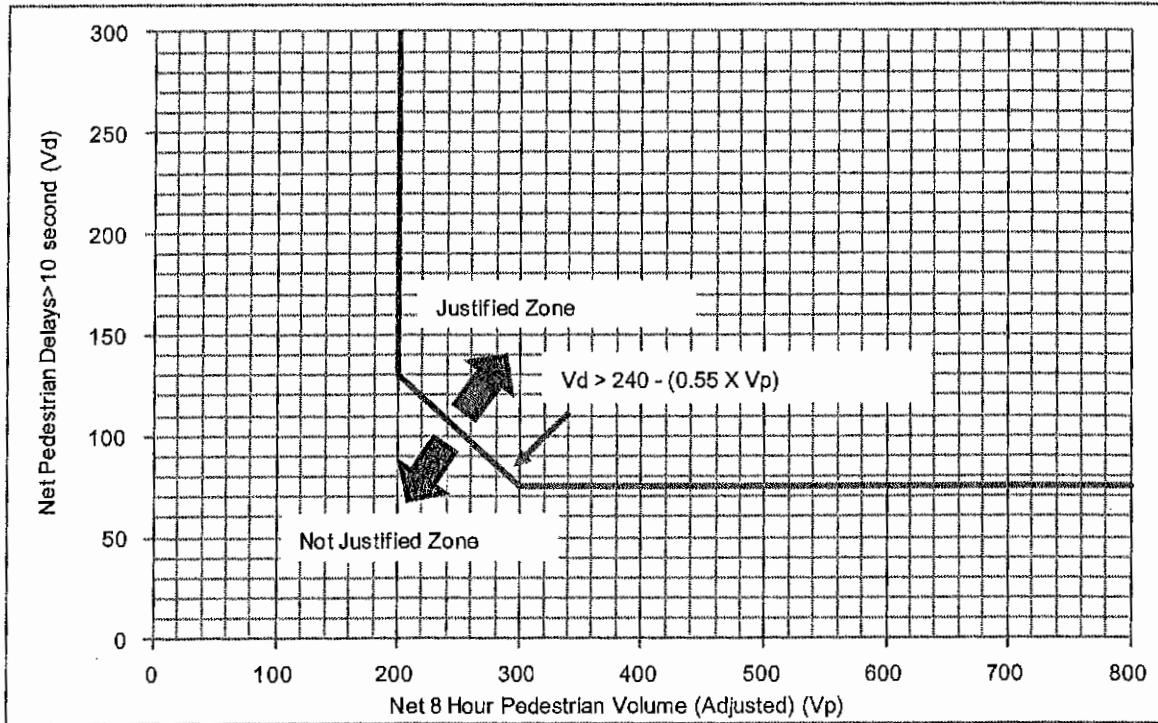 300
250
200
150
100
50
0
Net Pedestrian Delays>10 second (Vd)
Justified Zone
Vd > 240 - (0.55 X Vp)
Not Justified Zone
0 100 200 300 400 500 600 700 800
Net 8 Hour Pedestrian Volume (Adjusted) (Vp)